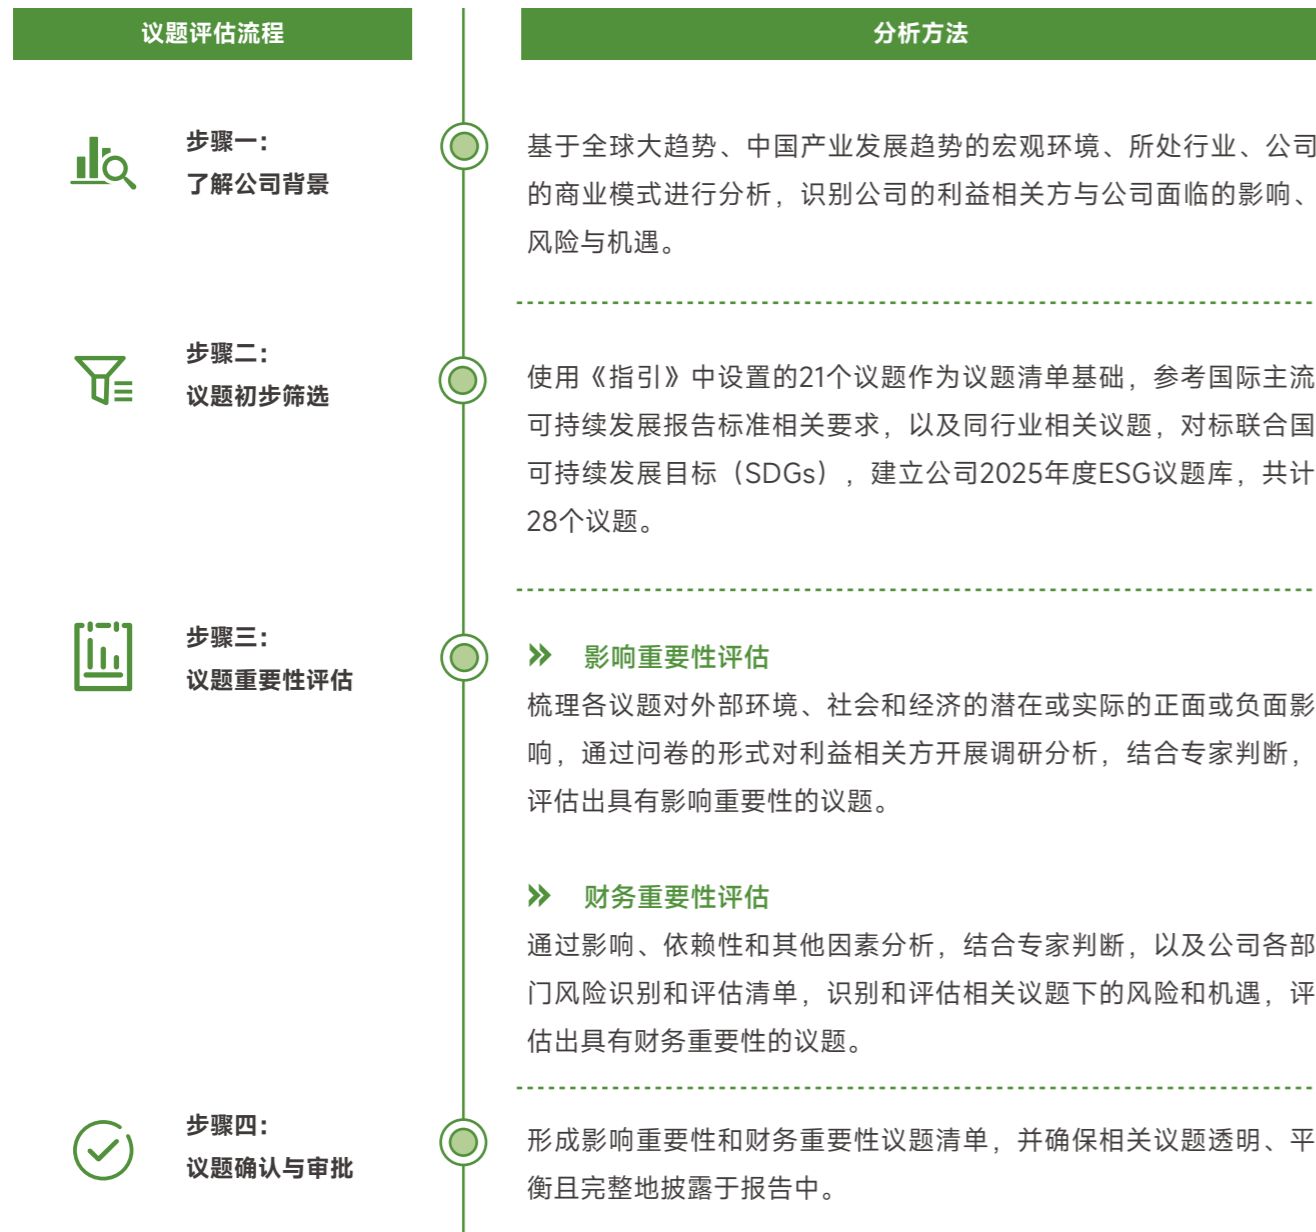 议题评估流程
分析方法
步骤一：
了解公司背景
基于全球大趋势、中国产业发展趋势的宏观环境、所处行业、公司
的商业模式进行分析，识别公司的利益相关方与公司面临的影响、
风险与机遇。
步骤二：
议题初步筛选
使用《指引》中设置的21个议题作为议题清单基础，参考国际主流
可持续发展报告标准相关要求，以及同行业相关议题，对标联合国
可持续发展目标（SDGs），建立公司2025年度ESG议题库，共计
28个议题。
步骤三：
议题重要性评估
影响重要性评估
梳理各议题对外部环境、社会和经济的潜在或实际的正面或负面影
响，通过问卷的形式对利益相关方开展调研分析，结合专家判断，
评估出具有影响重要性的议题。
财务重要性评估
通过影响、依赖性和其他因素分析，结合专家判断，以及公司各部
门风险识别和评估清单，识别和评估相关议题下的风险和机遇，评
估出具有财务重要性的议题。
步骤四：
议题确认与审批
形成影响重要性和财务重要性议题清单，并确保相关议题透明、平
衡且完整地披露于报告中。